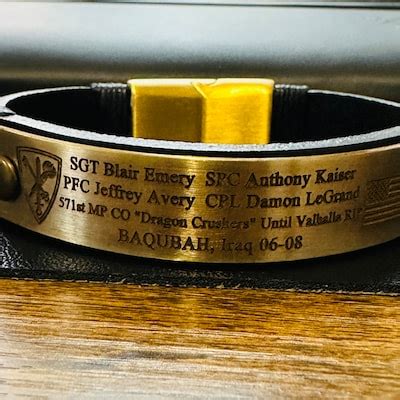 SGT Blair Emery SPC Anthony Kaiser
PFC Jeffrey Avery CPL Damon LeGrand
571st MP CO "Dragon Crushers" Until Valhalla RIP
BAQUBAH, Iraq 06-08